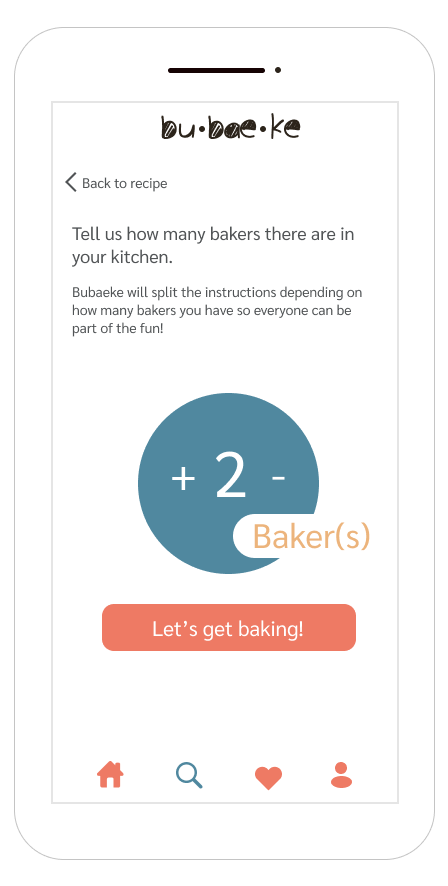 bu•bae•ke
Back to recipe
Tell us how many bakers there are in
your kitchen.
Bubaeke will split the instructions depending on
how many bakers you have so everyone can be
part of the fun!
+ 2 -
Baker(s)
Let's get baking!